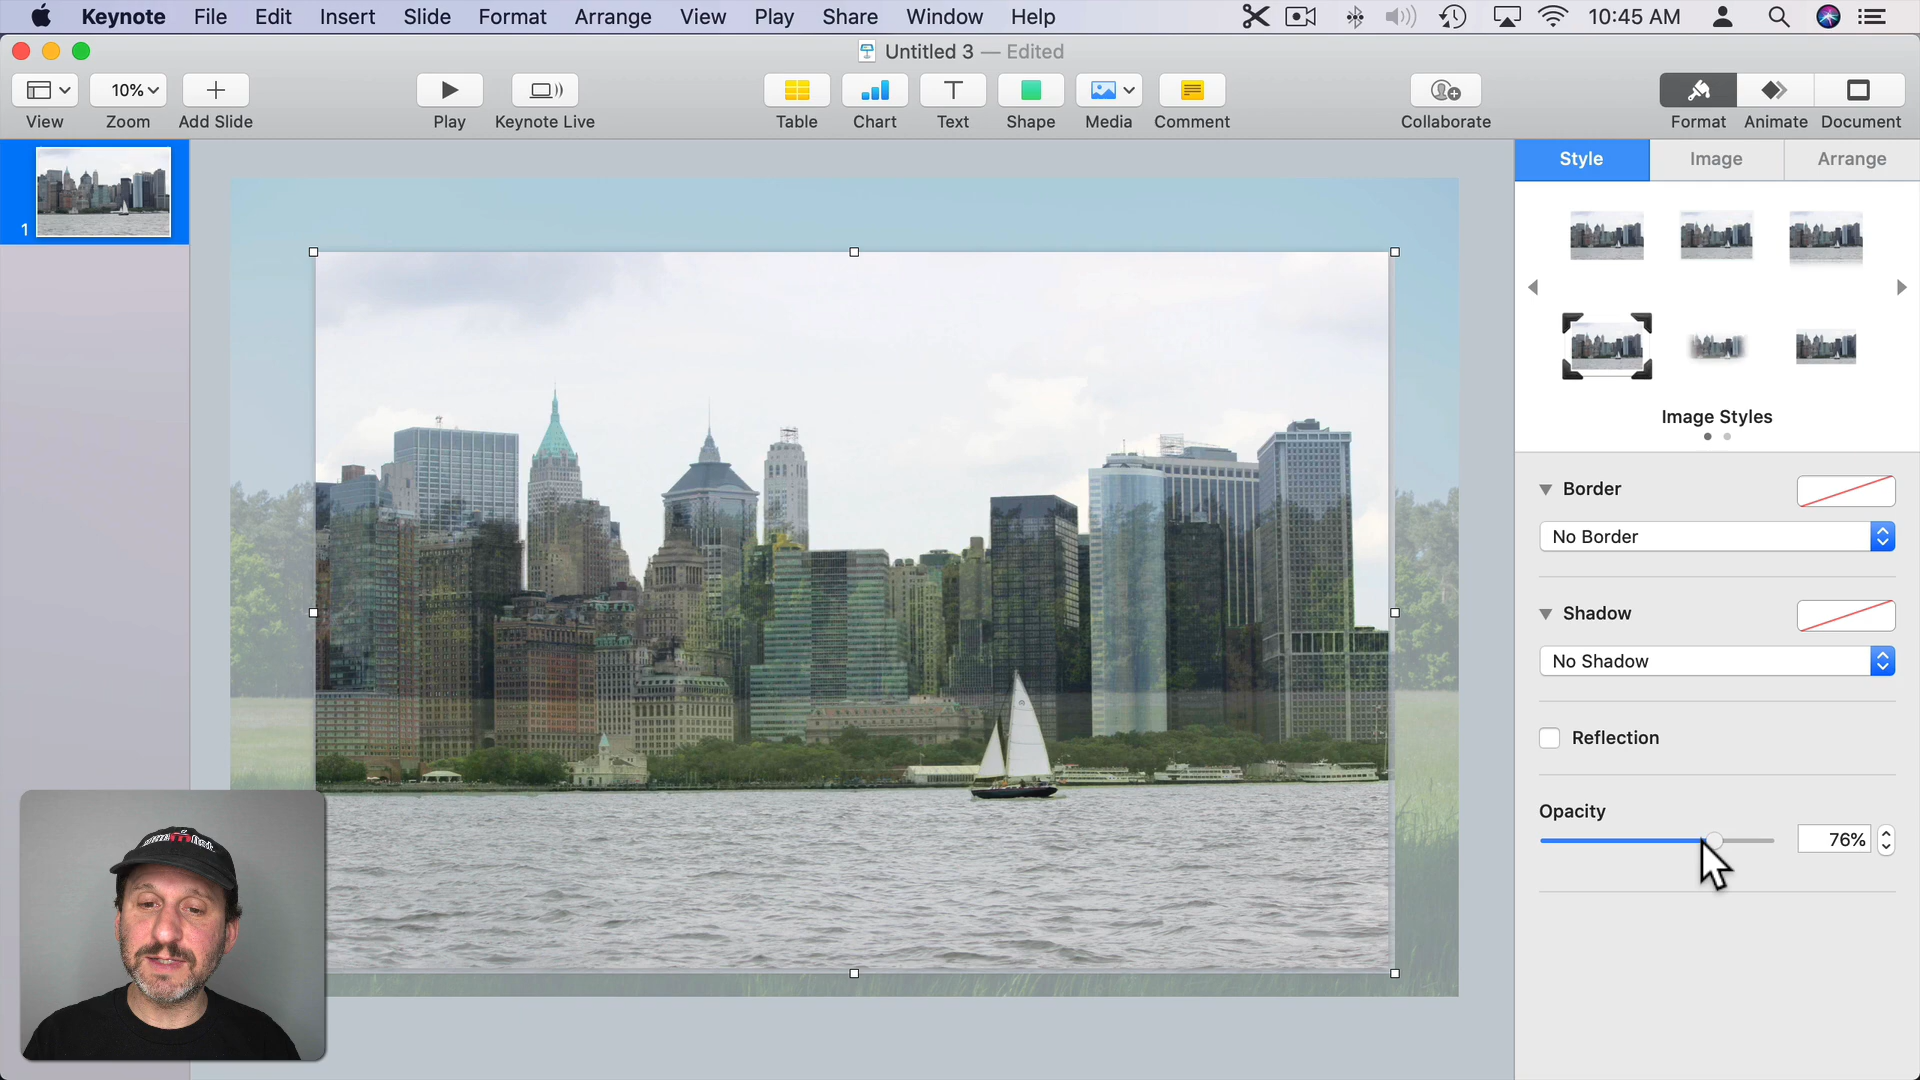 Keynote File Edit Insert Slide Format Arrange View Play Share Window Help 10:45 AM
Untitled 3 — Edited
10%
View Zoom Add Slide Play Keynote Live Table Chart Text Shape Media Comment Collaborate Format Animate Document
1
Style Image Arrange
Image Styles
Border
No Border
Shadow
No Shadow
Reflection
Opacity
76%